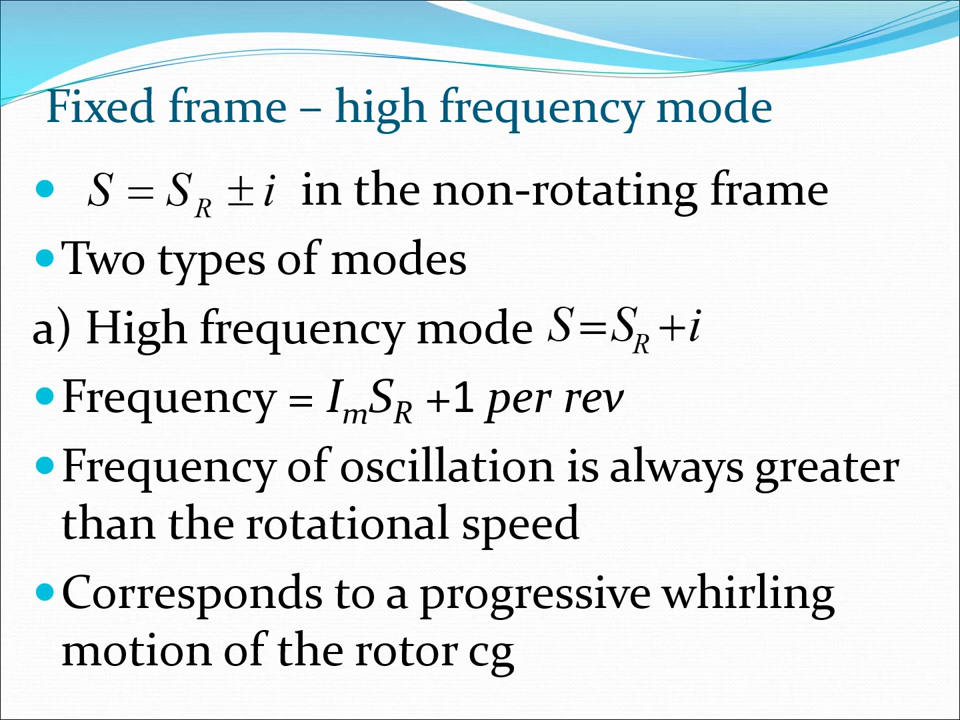 Fixed frame – high frequency mode
• S = S_R ± i in the non-rotating frame
• Two types of modes
a) High frequency mode S = S_R + i
• Frequency = I_mS_R +1 per rev
• Frequency of oscillation is always greater
than the rotational speed
• Corresponds to a progressive whirling
motion of the rotor cg